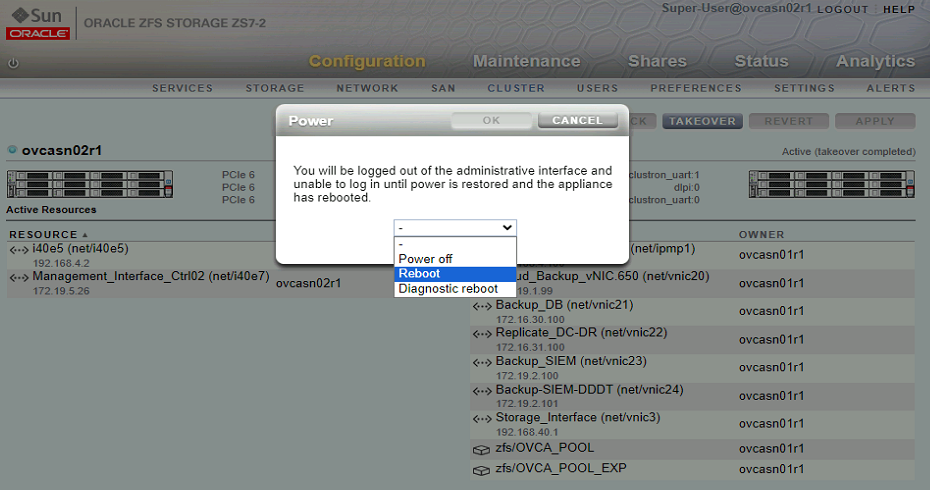 Sun
ORACLE
ORACLE ZFS STORAGE ZS7-2
Super-User@ovcasn02r1 LOGOUT HELP
Configuration Maintenance Shares Status Analytics
SERVICES STORAGE NETWORK SAN CLUSTER USERS PREFERENCES SETTINGS ALERTS
Power OK CANCEL
CK TAKEOVER REVERT APPLY
ovcasn02r1
Active (takeover completed)
You will be logged out of the administrative interface and
unable to log in until power is restored and the appliance
has rebooted.
PCIe 6
PCIe 6
PCIe 6
clustron_uart:1
dlpi:0
clustron_uart:0
Active Resources
-
-
Power off
Reboot
Diagnostic reboot
RESOURCE
i40e5 (net/i40e5)
192.168.4.2
Management_Interface_Ctrl02 (net/i40e7)
172.19.5.26
ovcasn02r1
OWNER
(net/ipmp1)
ovcasn01r1
ud_Backup_vNIC.650 (net/vnic20)
.19.1.99
ovcasn01r1
Backup_DB (net/vnic21)
172.16.30.100
ovcasn01r1
Replicate_DC-DR (net/vnic22)
172.16.31.100
ovcasn01r1
Backup_SIEM (net/vnic23)
172.19.2.100
ovcasn01r1
Backup-SIEM-DDDT (net/vnic24)
172.19.2.101
ovcasn01r1
Storage_Interface (net/vnic3)
192.168.40.1
ovcasn01r1
zfs/OVCA_POOL
ovcasn01r1
zfs/OVCA_POOL_EXP
ovcasn01r1